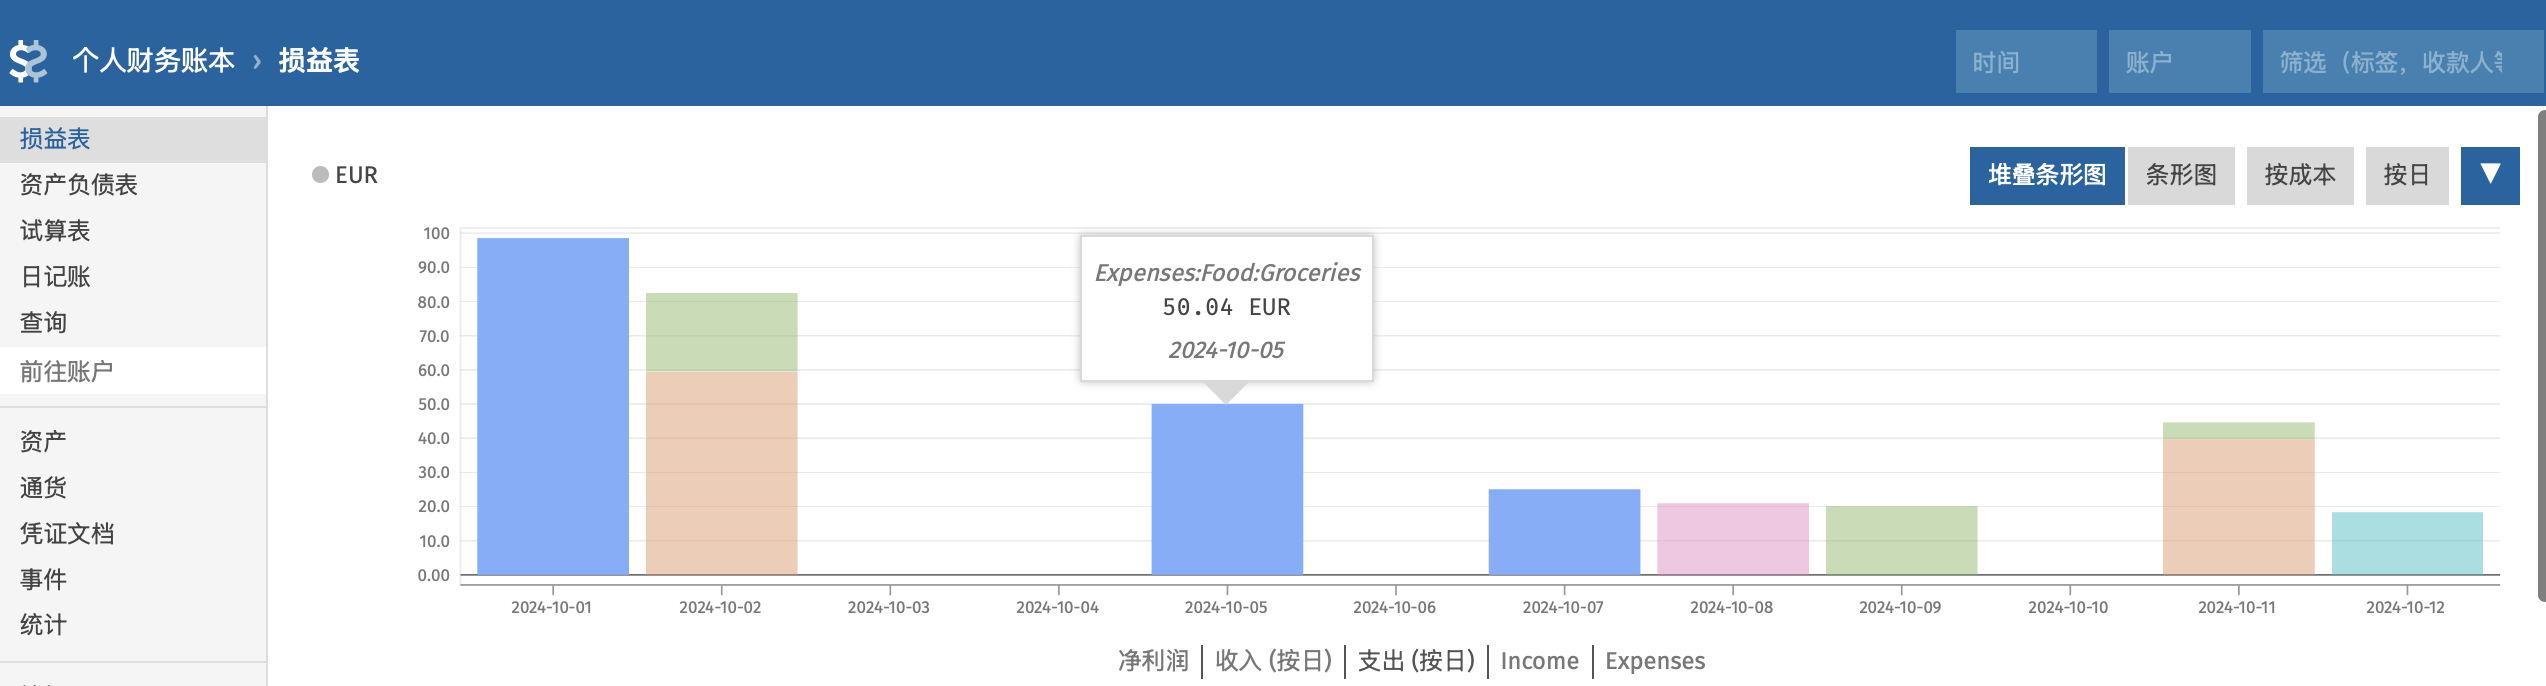 个人财务账本 › 损益表
时间
账户
筛选（标签，收款人
损益表
资产负债表
试算表
日记账
查询
前往账户
资产
通货
凭证文档
事件
统计
EUR
堆叠条形图
条形图
按成本
按日
▼
100
90.0
80.0
70.0
60.0
50.0
40.0
30.0
20.0
10.0
0.00
Expenses:Food:Groceries
50.04 EUR
2024-10-05
2024-10-01 2024-10-02 2024-10-03 2024-10-04 2024-10-05 2024-10-06 2024-10-07 2024-10-08 2024-10-09 2024-10-10 2024-10-11 2024-10-12
净利润 | 收入 (按日) | 支出 (按日) | Income | Expenses